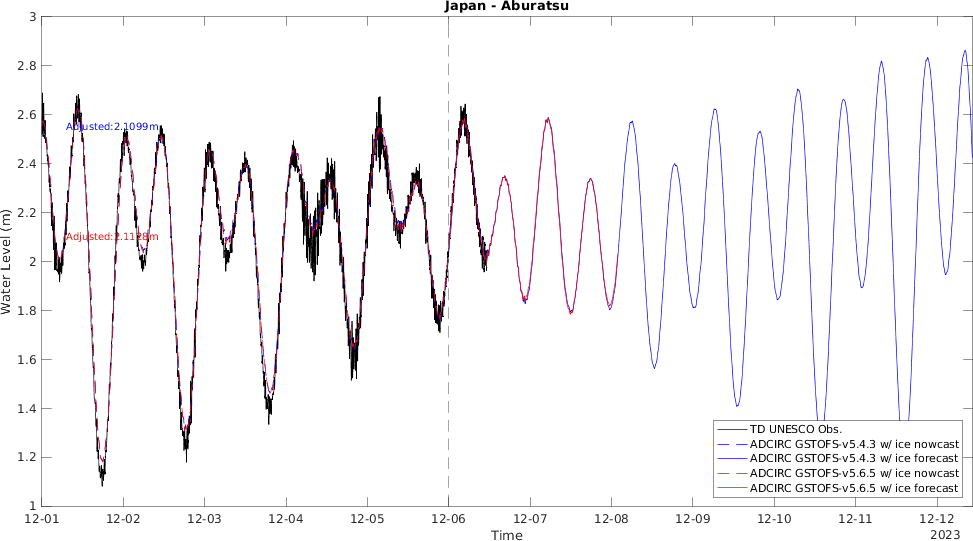 Japan - Aburatsu
3
2.8
2.6
2.4
2.2
2
1.8
1.6
1.4
1.2
1
Water Level (m)
Adjusted:2.1099m
Adjusted:2.1128m
TD UNESCO Obs.
ADCIRC GSTOFS-v5.4.3 w/ ice nowcast
ADCIRC GSTOFS-v5.4.3 w/ ice forecast
ADCIRC GSTOFS-v5.6.5 w/ ice nowcast
ADCIRC GSTOFS-v5.6.5 w/ ice forecast
12-01 12-02 12-03 12-04 12-05 12-06 12-07 12-08 12-09 12-10 12-11 12-12
Time
2023